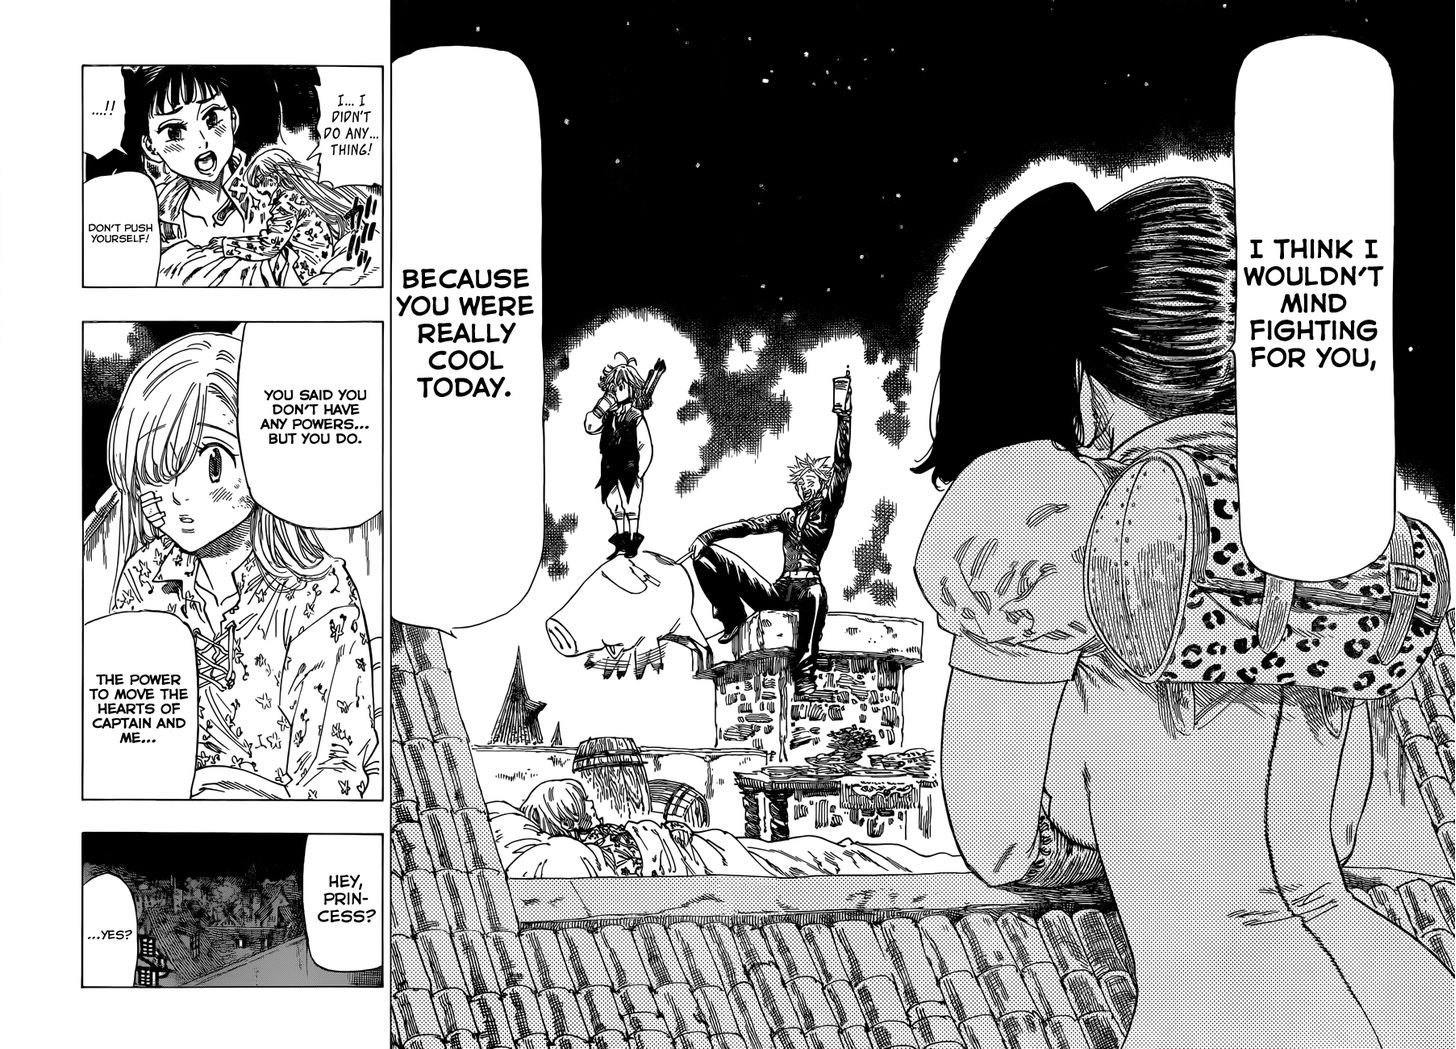 I THINK I
WOULDN'T
MIND
FIGHTING
FOR YOU,
BECAUSE
YOU WERE
REALLY
COOL
TODAY.
I... I
DIDN'T
DO ANY...
THING!
...!!
DON'T PUSH
YOURSELF!
YOU SAID YOU
DON'T HAVE
ANY POWERS...
BUT YOU DO.
THE POWER
TO MOVE THE
HEARTS OF
CAPTAIN AND
ME...
HEY,
PRIN-
CESS?
...YES?